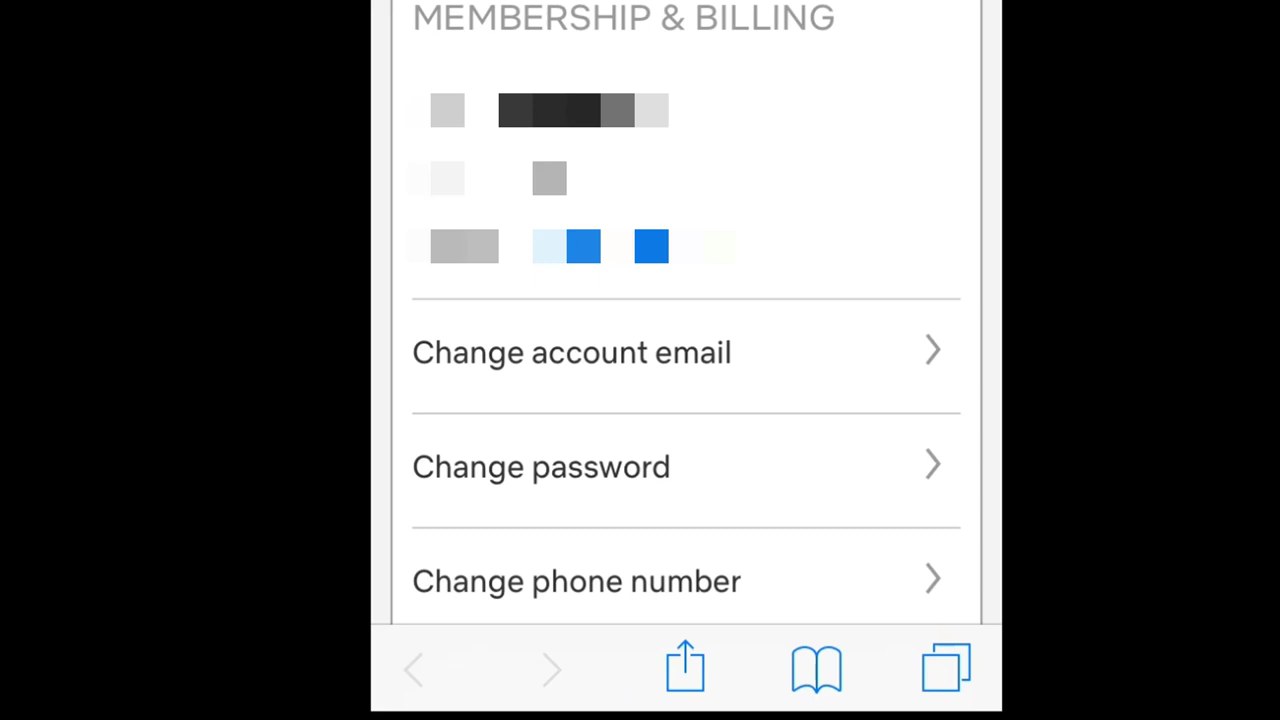 MEMBERSHIP & BILLING
Change account email
Change password
Change phone number